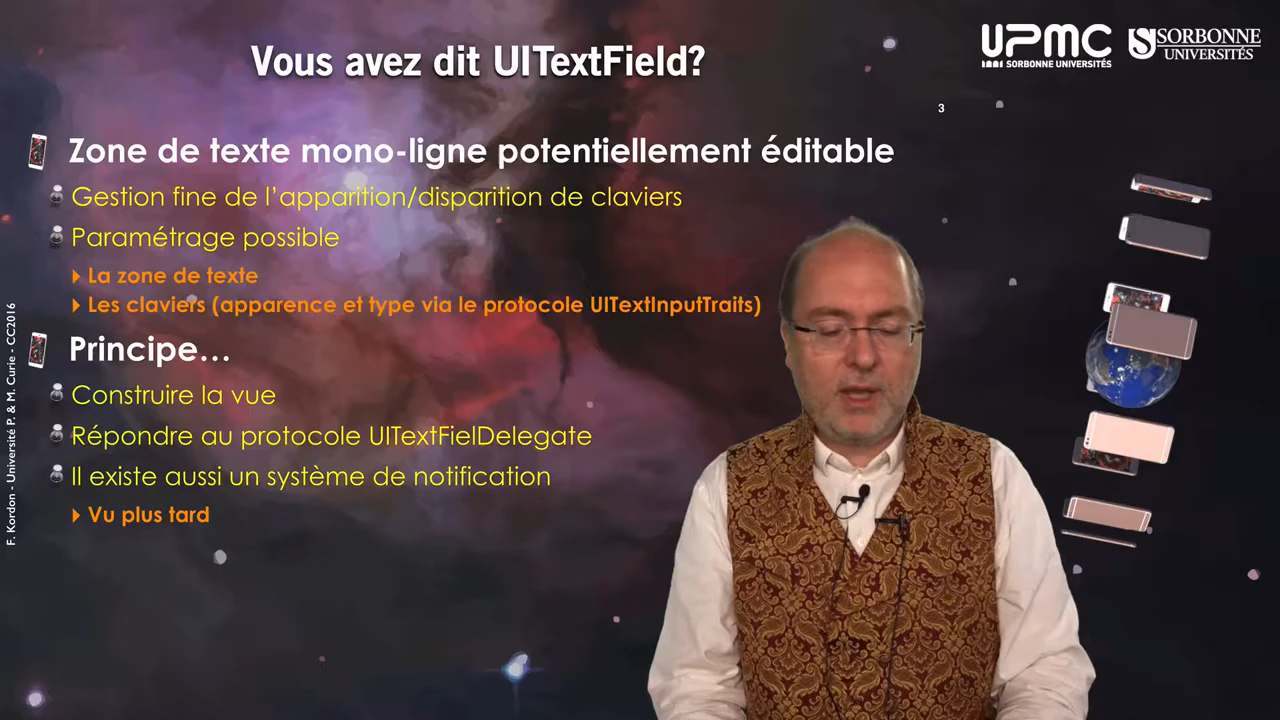 Vous avez dit UITextField?
UPMC
SORBONNE UNIVERSITÉS
SORBONNE
UNIVERSITÉS
3
Zone de texte mono-ligne potentiellement éditable
Gestion fine de l'apparition/disparition de claviers
Paramétrage possible
La zone de texte
Les claviers (apparence et type via le protocole UITextInputTraits)
Principe…
Construire la vue
Répondre au protocole UITextFielDelegate
Il existe aussi un système de notification
Vu plus tard
F. Kordon - Université P. & M. Curie - CC2016